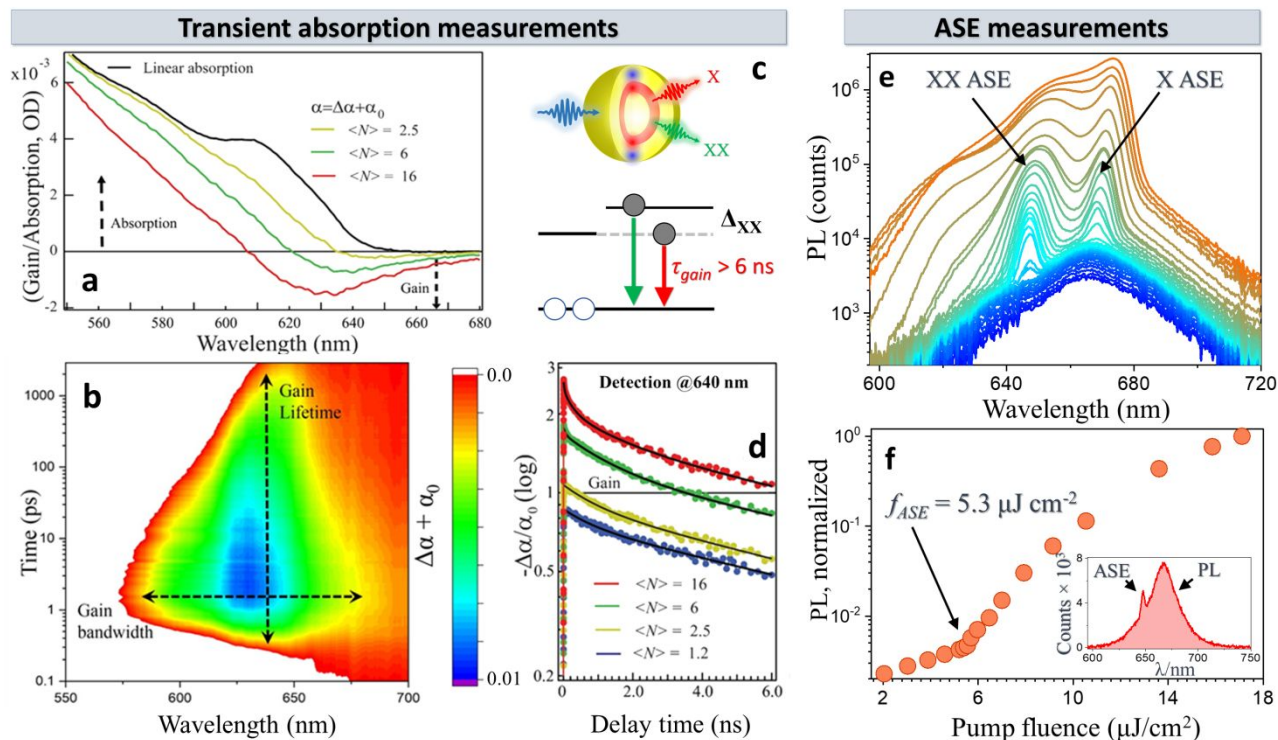 Transient absorption measurements
ASE measurements
x10⁻³
6
4
2
0
-2
(Gain/Absorption, OD)
Linear absorption
α=Δα+α₀
<N> = 2.5
<N> = 6
<N> = 16
Absorption
Gain
a
560 580 600 620 640 660 680
Wavelength (nm)
c
X
XX
Δ_XX
τ_gain > 6 ns
e
XX ASE
X ASE
10⁶
10⁵
10⁴
10³
PL (counts)
600 640 680 720
Wavelength (nm)
b
Gain
Lifetime
Gain
bandwidth
1000
100
10
1
0.1
Time (ps)
550 600 650 700
Wavelength (nm)
0.0
0.01
Δα + α₀
Detection @640 nm
d
Gain
3
2
1
0.5
0.2
-Δα/α₀ (log)
<N> = 16
<N> = 6
<N> = 2.5
<N> = 1.2
0 2.0 4.0 6.0
Delay time (ns)
f
f_ASE = 5.3 μJ cm⁻²
10⁰
10⁻¹
10⁻²
PL, normalized
ASE
PL
8
4
0
Counts × 10³
600 650 700 750
λ/nm
2 6 10 14 18
Pump fluence (μJ/cm²)